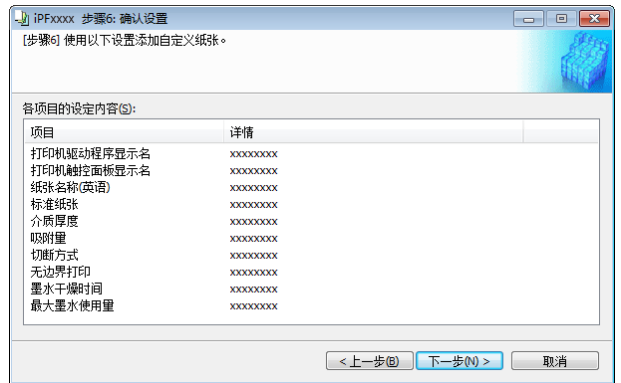 iPFxxxx 步骤6: 确认设置
[步骤6] 使用以下设置添加自定义纸张。
各项目的设定内容(S):
项目 详情
打印机驱动程序显示名 xxxxxxxx
打印机触控面板显示名 xxxxxxxx
纸张名称(英语) xxxxxxxx
标准纸张 xxxxxxxx
介质厚度 xxxxxxxx
吸附量 xxxxxxxx
切断方式 xxxxxxxx
无边界打印 xxxxxxxx
墨水干燥时间 xxxxxxxx
最大墨水使用量 xxxxxxxx
<上一步(B) 下一步(N) > 取消